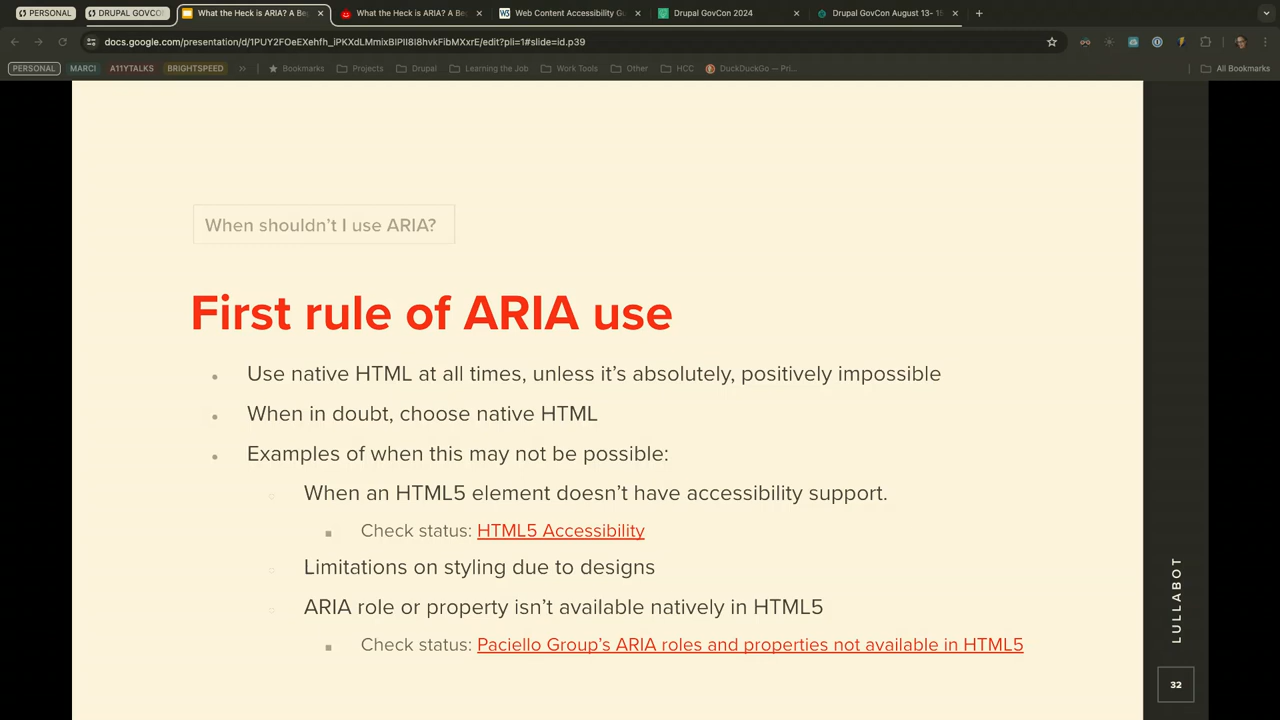 PERSONAL
DRUPAL GOVCO
What the Heck is ARIA? A Be
What the Heck is ARIA? A Be
Web Content Accessibility Gu
Drupal GovCon 2024
Drupal GovCon August 13- 15
docs.google.com/presentation/d/1PUY2FOeExehfh_iPKXdLMmixBIPII8I8hvkFibMXxrE/edit?pli=1#slide=id.p39
PERSONAL
MARCI
A11YTALKS
BRIGHTSPEED
»
Bookmarks
Projects
Drupal
Learning the Job
Work Tools
Other
HCC
DuckDuckGo — Pri...
All Bookmarks
When shouldn't I use ARIA?
First rule of ARIA use
Use native HTML at all times, unless it's absolutely, positively impossible
When in doubt, choose native HTML
Examples of when this may not be possible:
When an HTML5 element doesn't have accessibility support.
Check status: HTML5 Accessibility
Limitations on styling due to designs
ARIA role or property isn't available natively in HTML5
Check status: Paciello Group's ARIA roles and properties not available in HTML5
LULLABOT
32